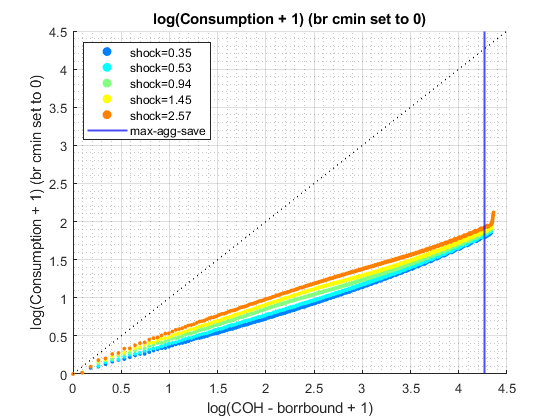 log(Consumption + 1) (br cmin set to 0)
4.5
4
3.5
3
2.5
2
1.5
1
0.5
0
log(Consumption + 1) (br cmin set to 0)
shock=0.35
shock=0.53
shock=0.94
shock=1.45
shock=2.57
max-agg-save
0 0.5 1 1.5 2 2.5 3 3.5 4 4.5
log(COH - borrbound + 1)